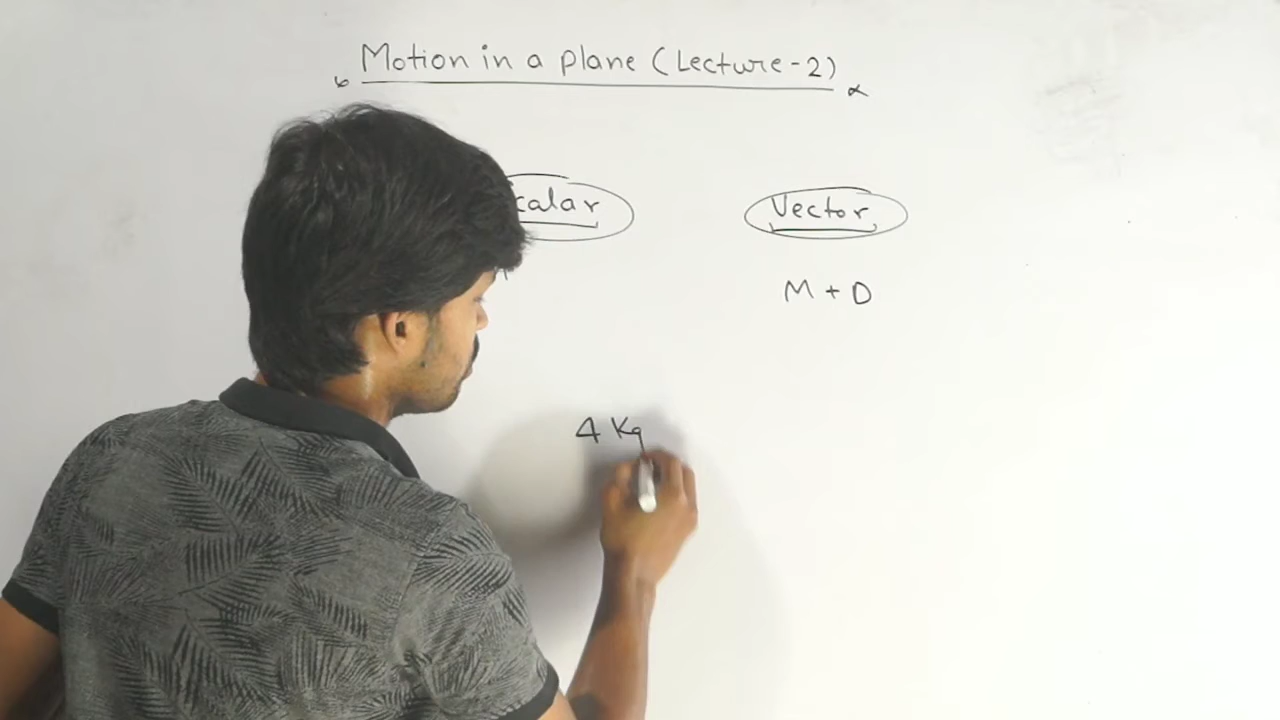 Motion in a plane (Lecture-2)
calar Vector
M + D
4 Kg